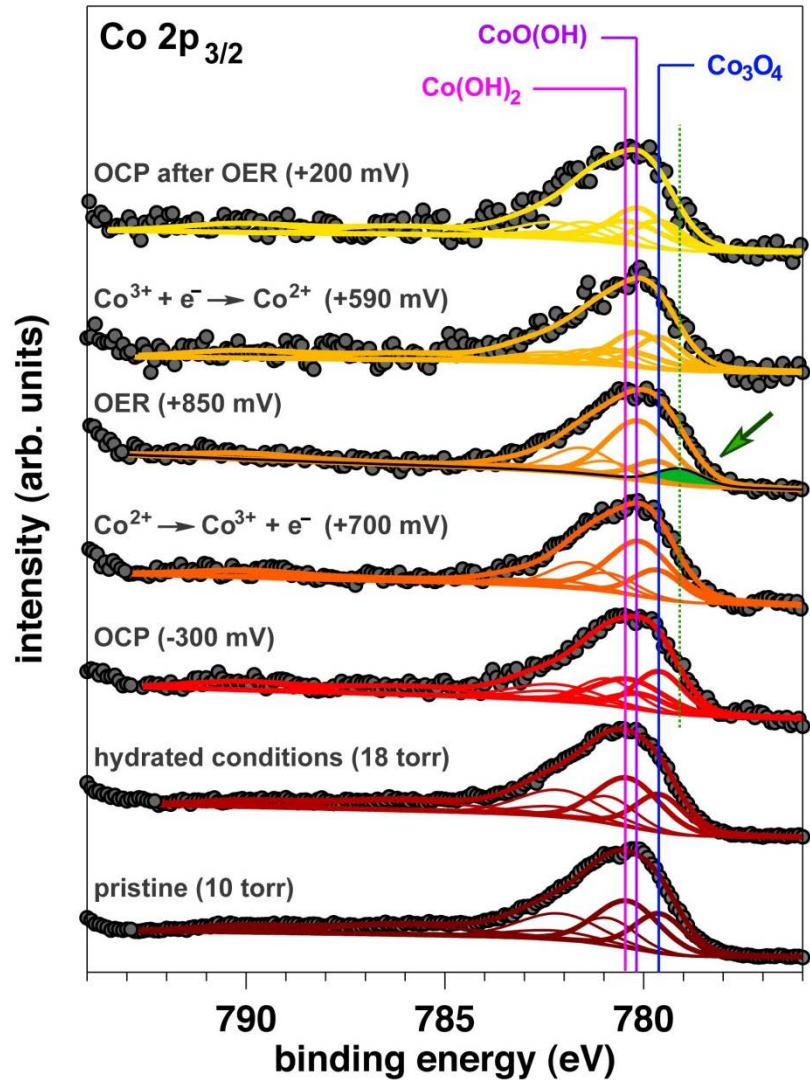 Co 2p3/2
CoO(OH)
Co(OH)2
Co3O4
OCP after OER (+200 mV)
Co3+ + e– → Co2+ (+590 mV)
OER (+850 mV)
Co2+ → Co3+ + e- (+700 mV)
OCP (-300 mV)
hydrated conditions (18 torr)
pristine (10 torr)
intensity (arb. units)
790 785 780
binding energy (eV)